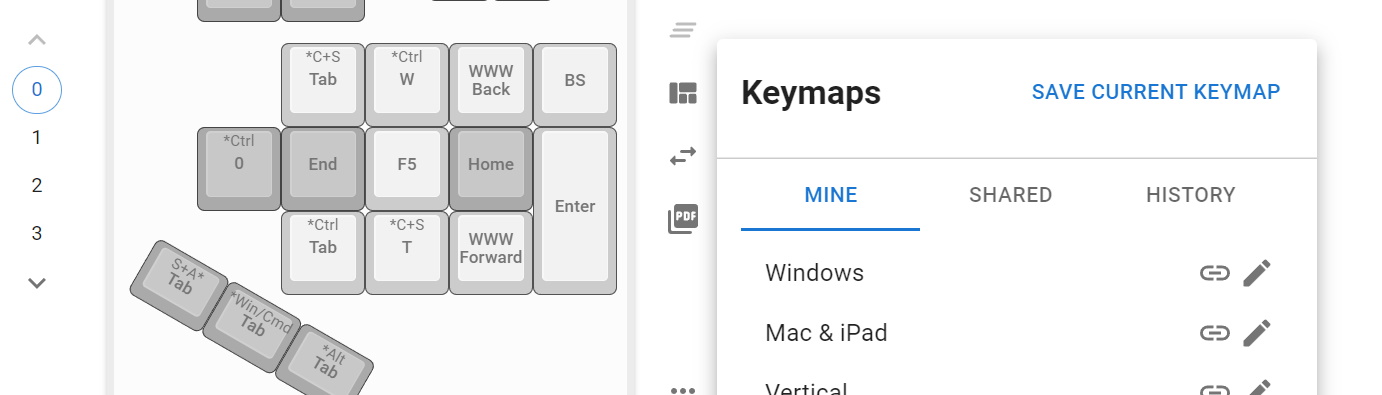 0
1
2
3
*C+S
Tab
*Ctrl
W
WWW
Back
BS
*Ctrl
0
End
F5
Home
Enter
*Ctrl
Tab
*C+S
T
WWW
Forward
S+A*
Tab
*Win/Cmd
Tab
*Alt
Tab
PDF
Keymaps
SAVE CURRENT KEYMAP
MINE
SHARED
HISTORY
Windows
Mac & iPad
Vertical